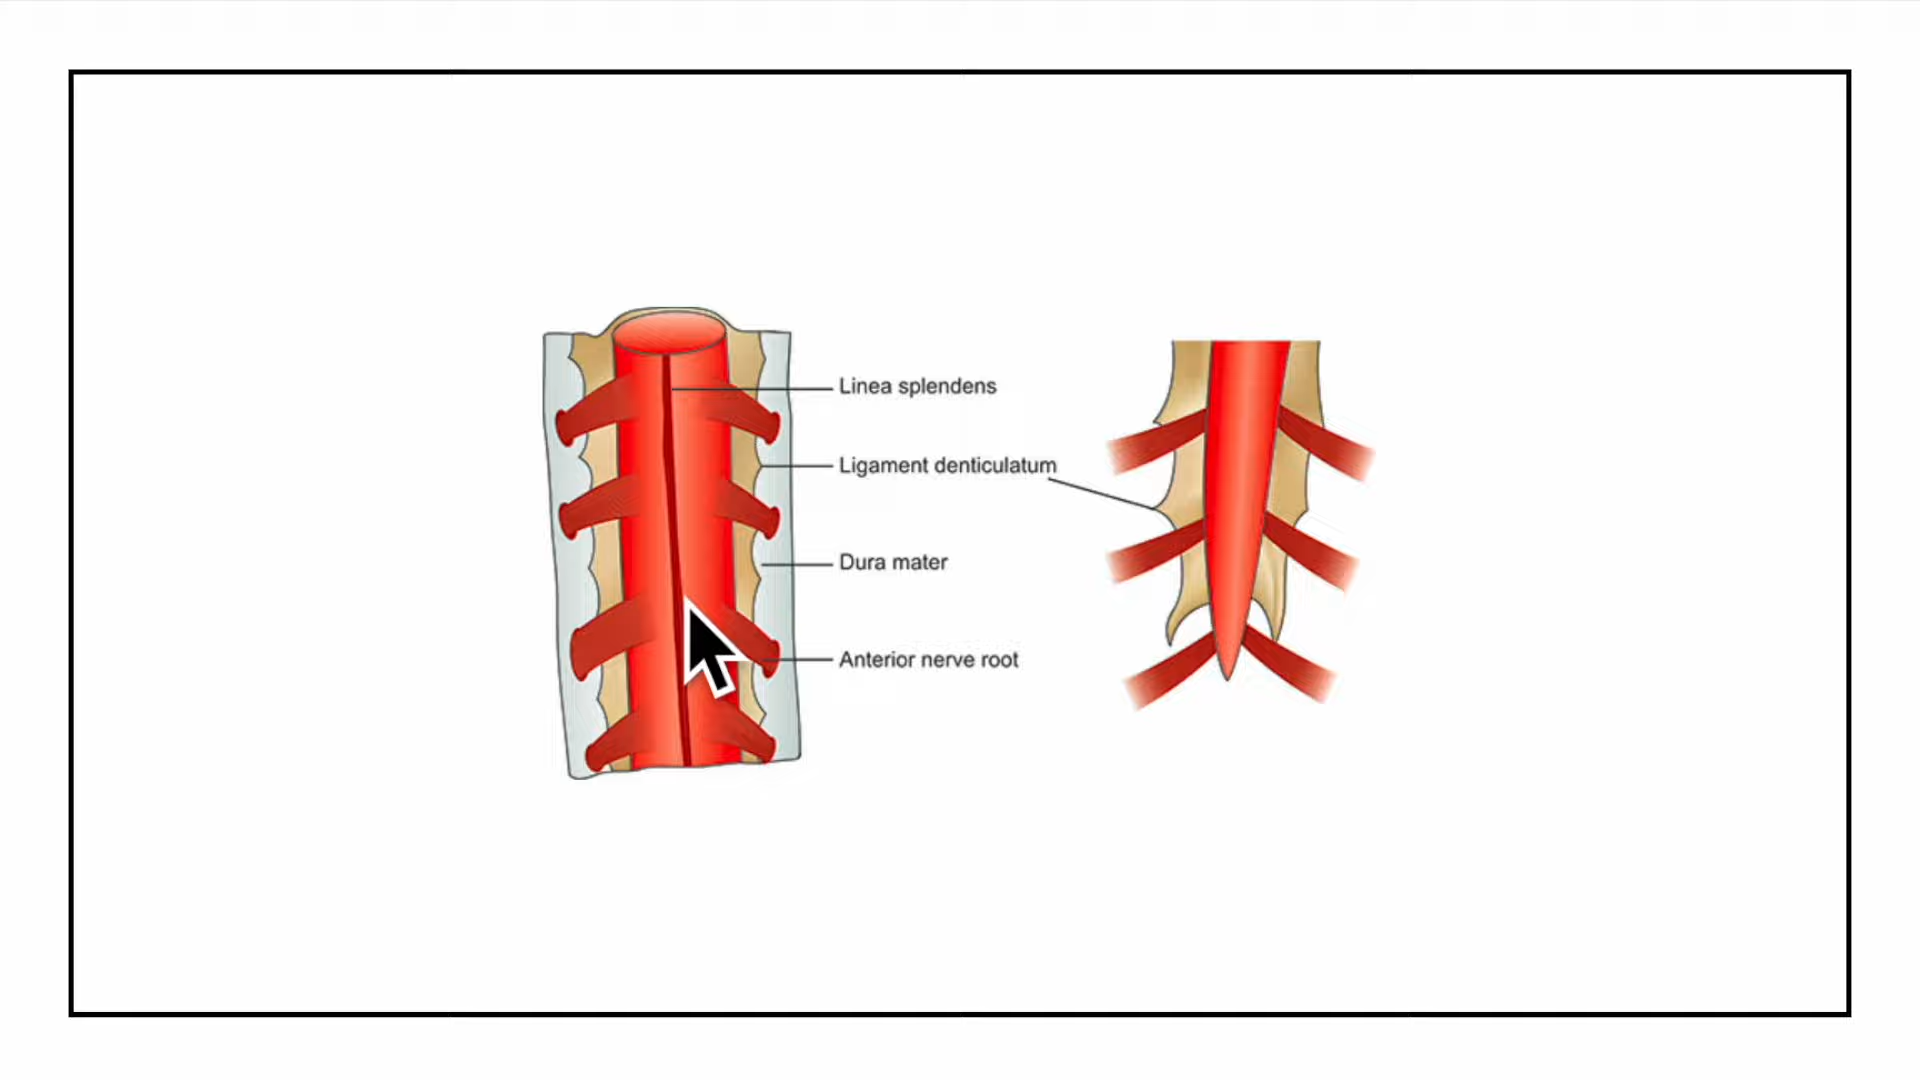 Linea splendens
Ligament denticulatum
Dura mater
Anterior nerve root